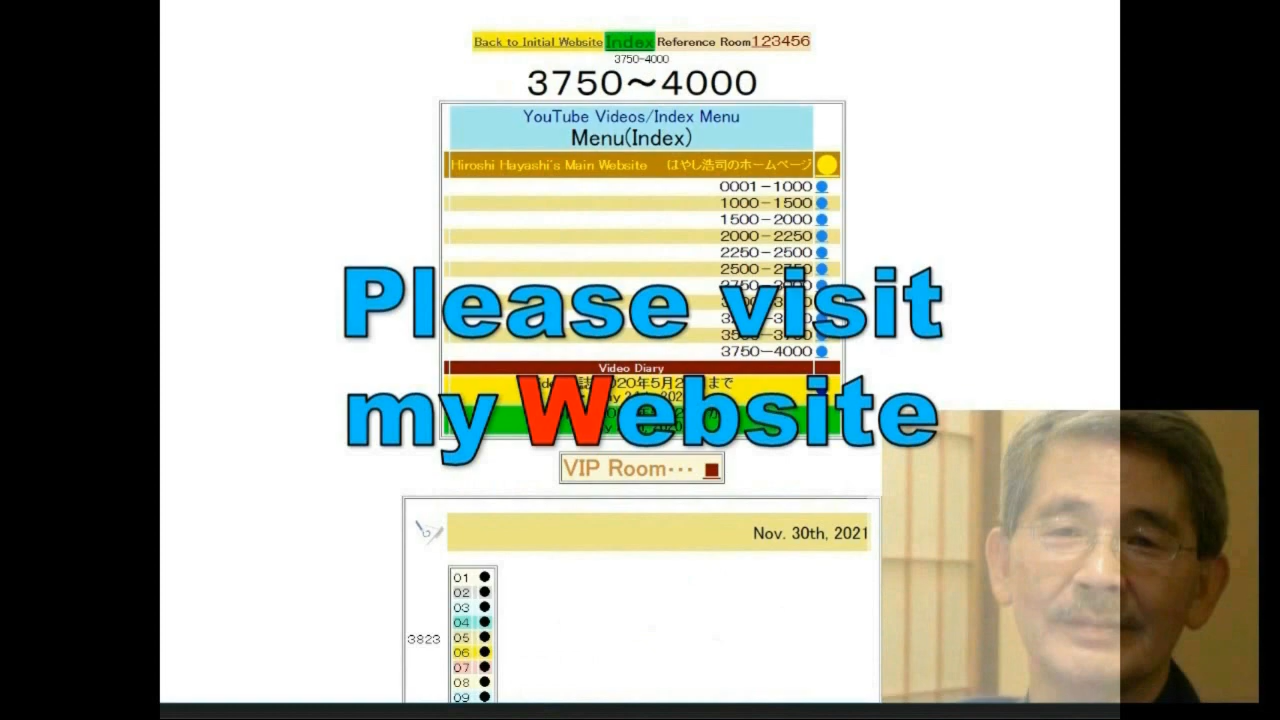 Back to Initial Website Index Reference Room123456
3750-4000
3750～4000
YouTube Videos/Index Menu
Menu(Index)
Hiroshi Hayashi's Main Website はやし浩司のホームページ
0001－1000
1000－1500
1500－2000
2000－2250
2250－2500
2500－2750
3750－4000
Please visit
Video Diary
my Website
VIP Room···
Nov. 30th, 2021
01
02
03
04
3823
05
06
07
08
09